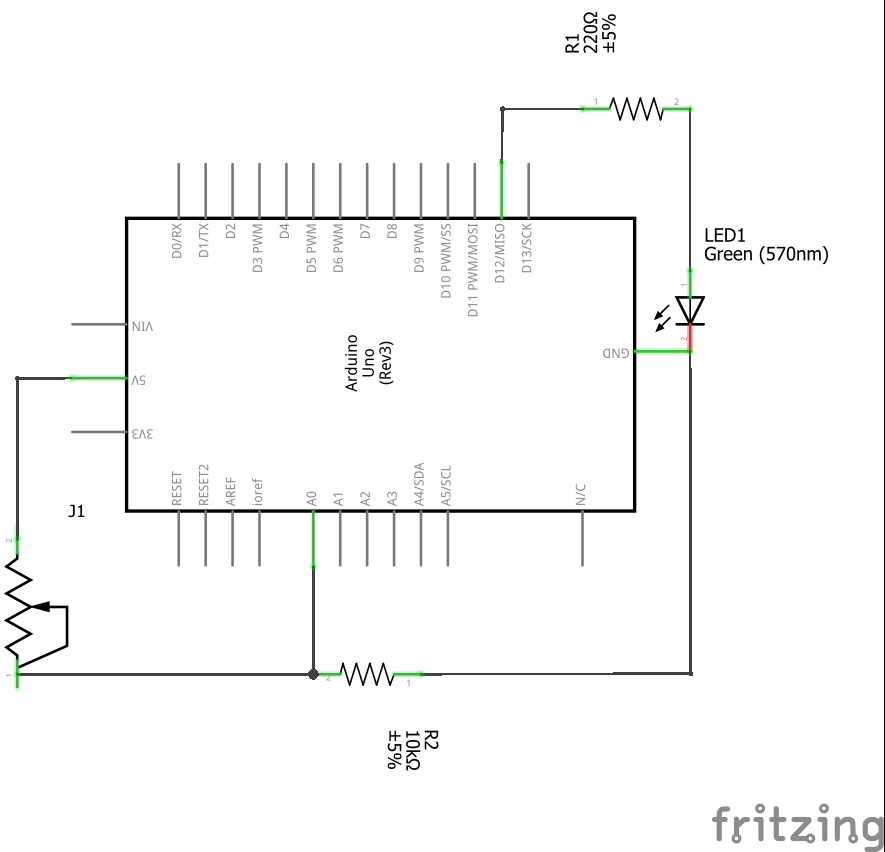 R1
220Ω
±5%
1
2
D0/RX
D1/TX
D2
D3 PWM
D4
D5 PWM
D6 PWM
D7
D8
D9 PWM
D10 PWM/SS
D11 PWM/MOSI
D12/MISO
D13/SCK
LED1
Green (570nm)
1
2
VIN
5V
3V3
Arduino
Uno
(Rev3)
GND
RESET
RESET2
AREF
ioref
A0
A1
A2
A3
A4/SDA
A5/SCL
N/C
J1
2
1
2
1
R2
10kΩ
±5%
fritzing